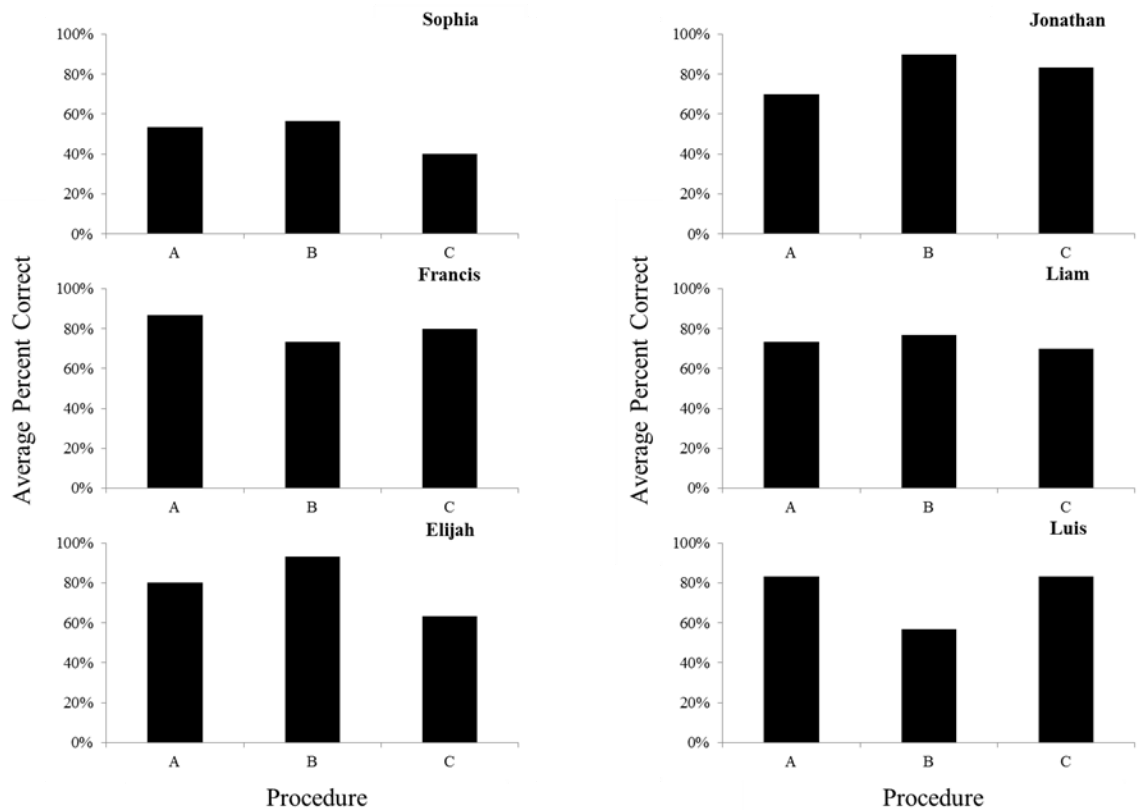 Sophia
100%
80%
60%
40%
20%
0%
A B C
Jonathan
100%
80%
60%
40%
20%
0%
A B C
Average Percent Correct
Francis
100%
80%
60%
40%
20%
0%
A B C
Average Percent Correct
Liam
100%
80%
60%
40%
20%
0%
A B C
Elijah
100%
80%
60%
40%
20%
0%
A B C
Procedure
Luis
100%
80%
60%
40%
20%
0%
A B C
Procedure